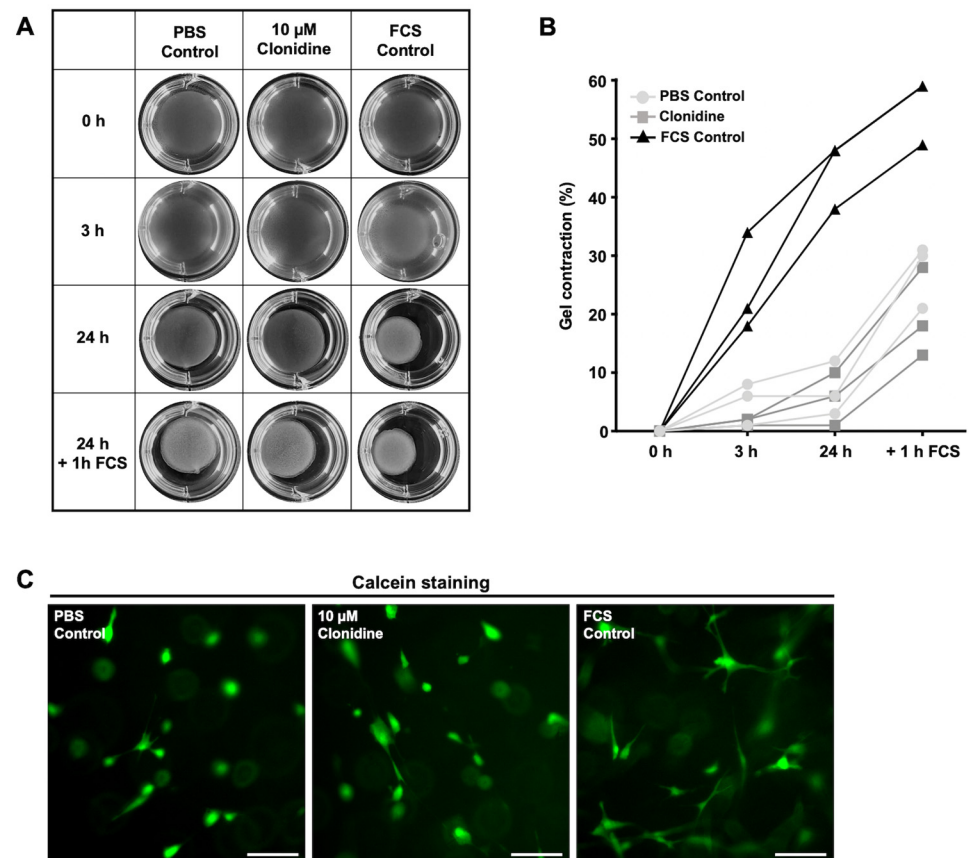 A
PBS
Control
10 µM
Clonidine
FCS
Control
0 h
3 h
24 h
24 h
+ 1h FCS
B
Gel contraction (%)
60
50
40
30
20
10
0
PBS Control
Clonidine
FCS Control
0 h
3 h
24 h
+ 1 h FCS
C
Calcein staining
PBS
Control
10 µM
Clonidine
FCS
Control